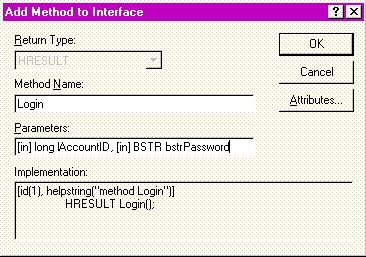 Add Method to Interface
Return Type:
HRESULT
OK
Cancel
Attributes...
Method Name:
Login
Parameters:
[in] long lAccountID, [in] BSTR bstrPassword
Implementation:
[id(1), helpstring("method Login")]
HRESULT Login();